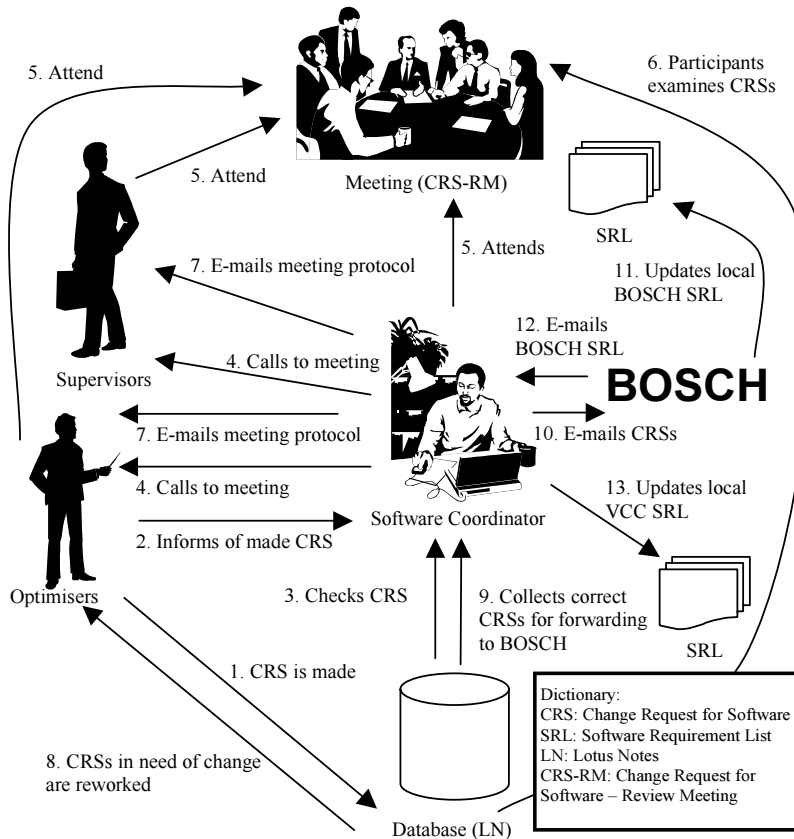 6. Participants
examines CRSs
5. Attend
5. Attend
Meeting (CRS-RM)
SRL
5. Attends
7. E-mails meeting protocol
11. Updates local
BOSCH SRL
12. E-mails
BOSCH SRL
4. Calls to meeting
Supervisors
BOSCH
7. E-mails meeting protocol
10. E-mails CRSs
4. Calls to meeting
13. Updates local
VCC SRL
Software Coordinator
2. Informs of made CRS
Optimisers
3. Checks CRS
9. Collects correct
CRSs for forwarding
to BOSCH
SRL
1. CRS is made
Dictionary:
CRS: Change Request for Software
SRL: Software Requirement List
LN: Lotus Notes
CRS-RM: Change Request for
Software – Review Meeting
8. CRSs in need of change
are reworked
Database (LN)